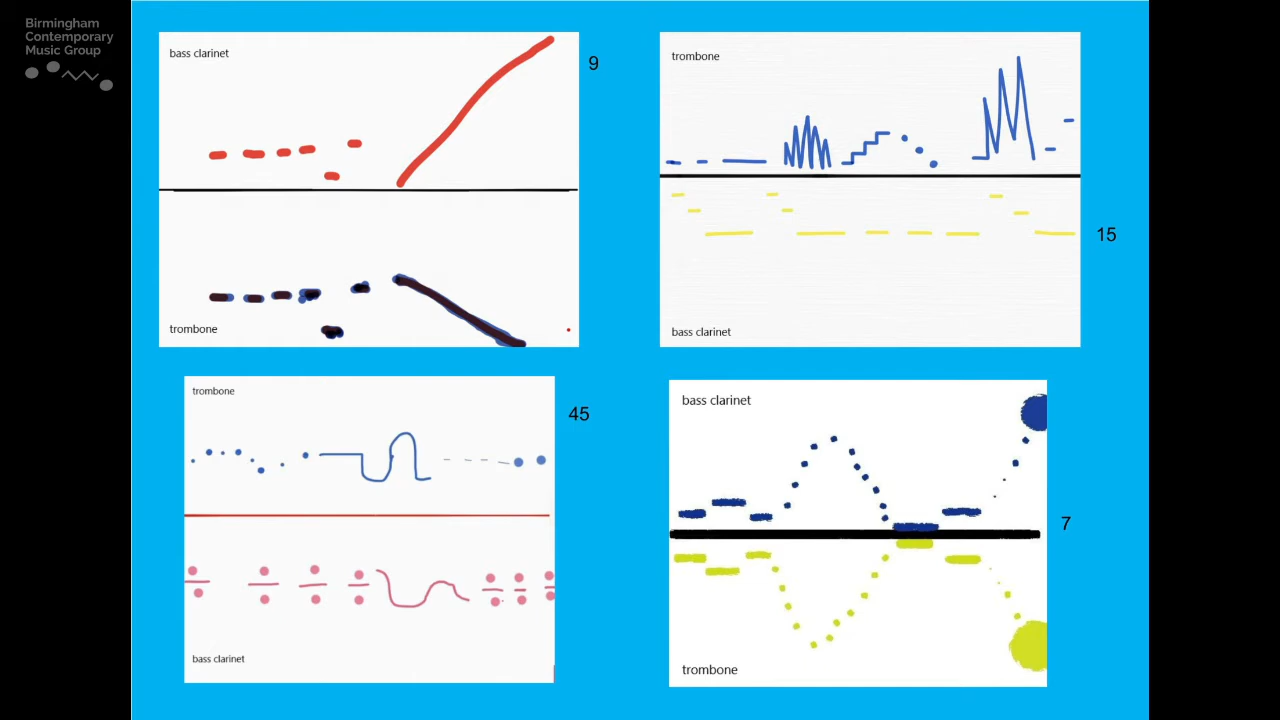 Birmingham
Contemporary
Music Group
bass clarinet
9
trombone
trombone
15
bass clarinet
trombone
45
bass clarinet
bass clarinet
7
trombone